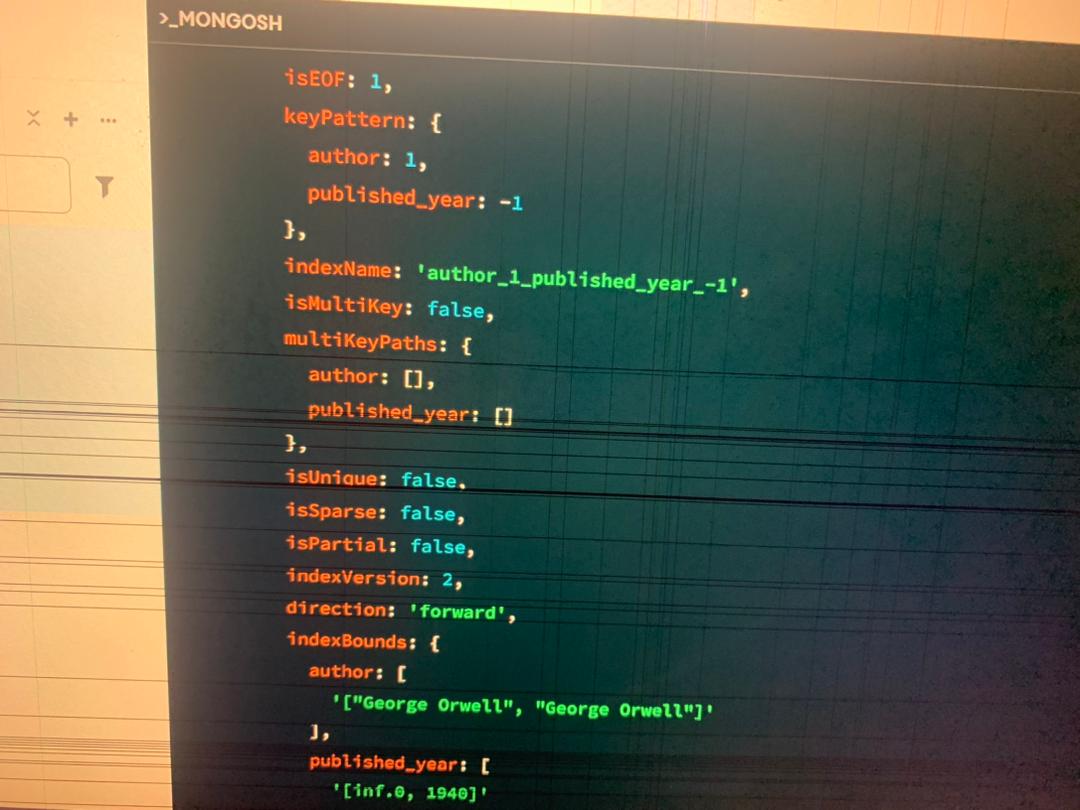 >_MONGOSH
isEOF: 1,
keyPattern: {
author: 1,
published_year: -1
},
indexName: 'author_1_published_year_-1',
isMultiKey: false,
multiKeyPaths: {
author: [],
published_year: []
},
isUnique: false,
isSparse: false,
isPartial: false,
indexVersion: 2,
direction: 'forward',
indexBounds: {
author: [
'["George Orwell", "George Orwell"]'
],
published_year: [
'[inf.0, 1940]'